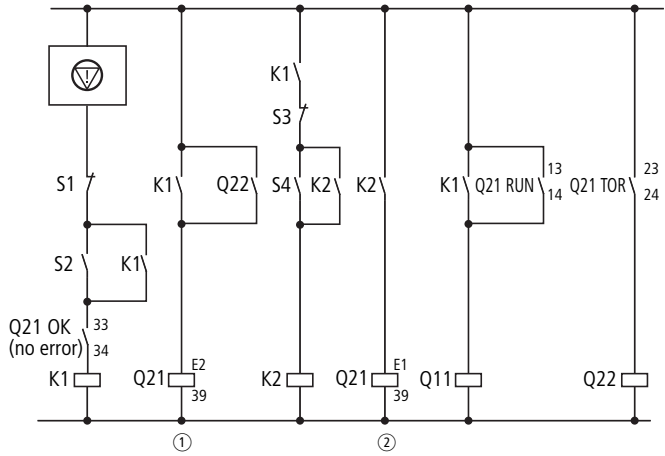 K1
S3
S1
K1
Q22
S4
K2
K2
K1
Q21 RUN
13
14
Q21 TOR
23
24
S2
K1
Q21 OK
(no error)
33
34
K1
Q21
E2
39
K2
Q21
E1
39
Q11
Q22
①
②